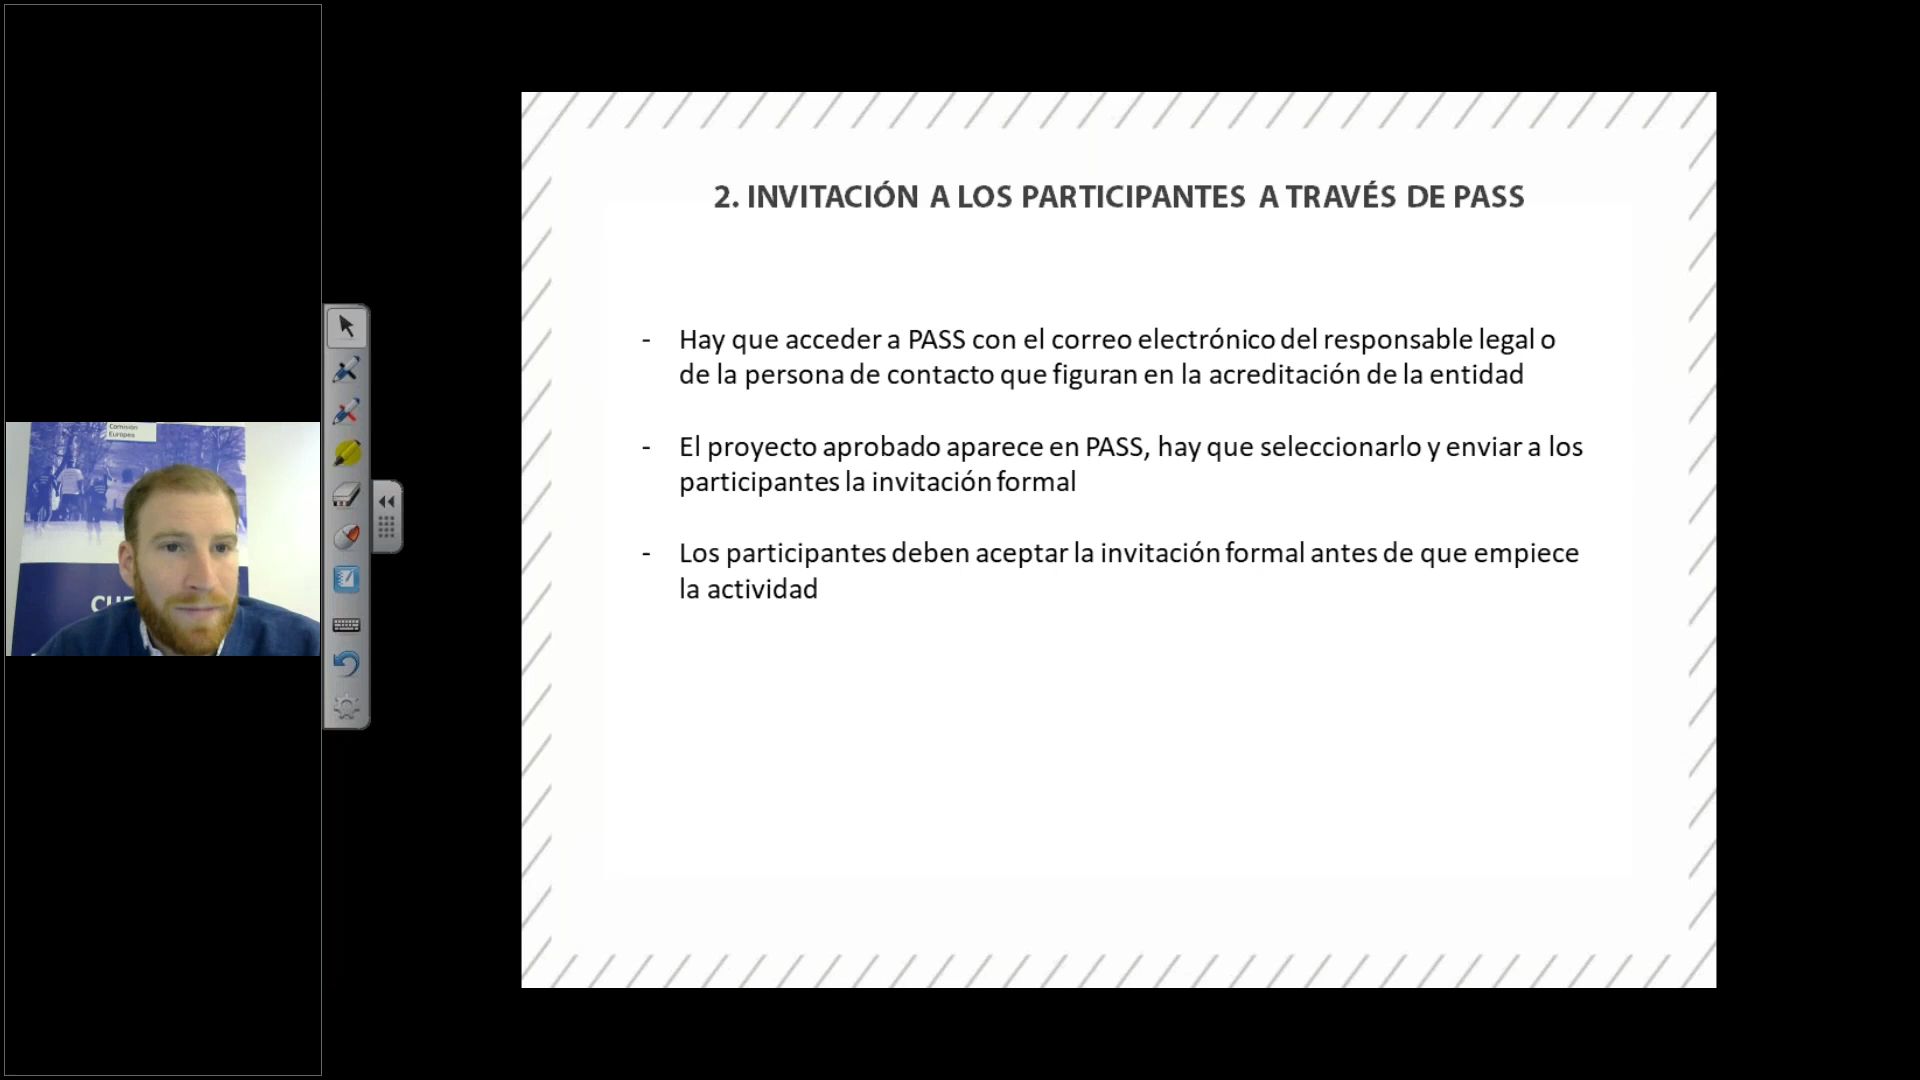 Comisión
Europea
2. INVITACIÓN A LOS PARTICIPANTES A TRAVÉS DE PASS
- Hay que acceder a PASS con el correo electrónico del responsable legal o
de la persona de contacto que figuran en la acreditación de la entidad
- El proyecto aprobado aparece en PASS, hay que seleccionarlo y enviar a los
participantes la invitación formal
- Los participantes deben aceptar la invitación formal antes de que empiece
la actividad